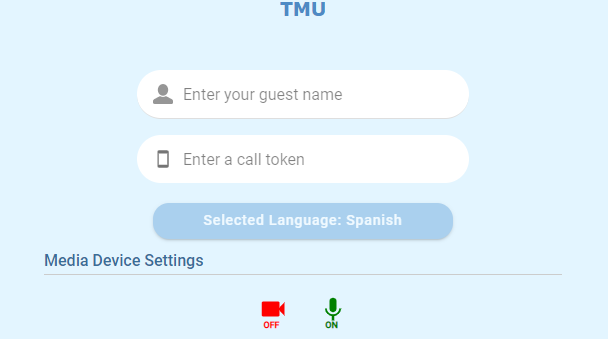 TMU
Enter your guest name
Enter a call token
Selected Language: Spanish
Media Device Settings
OFF
ON